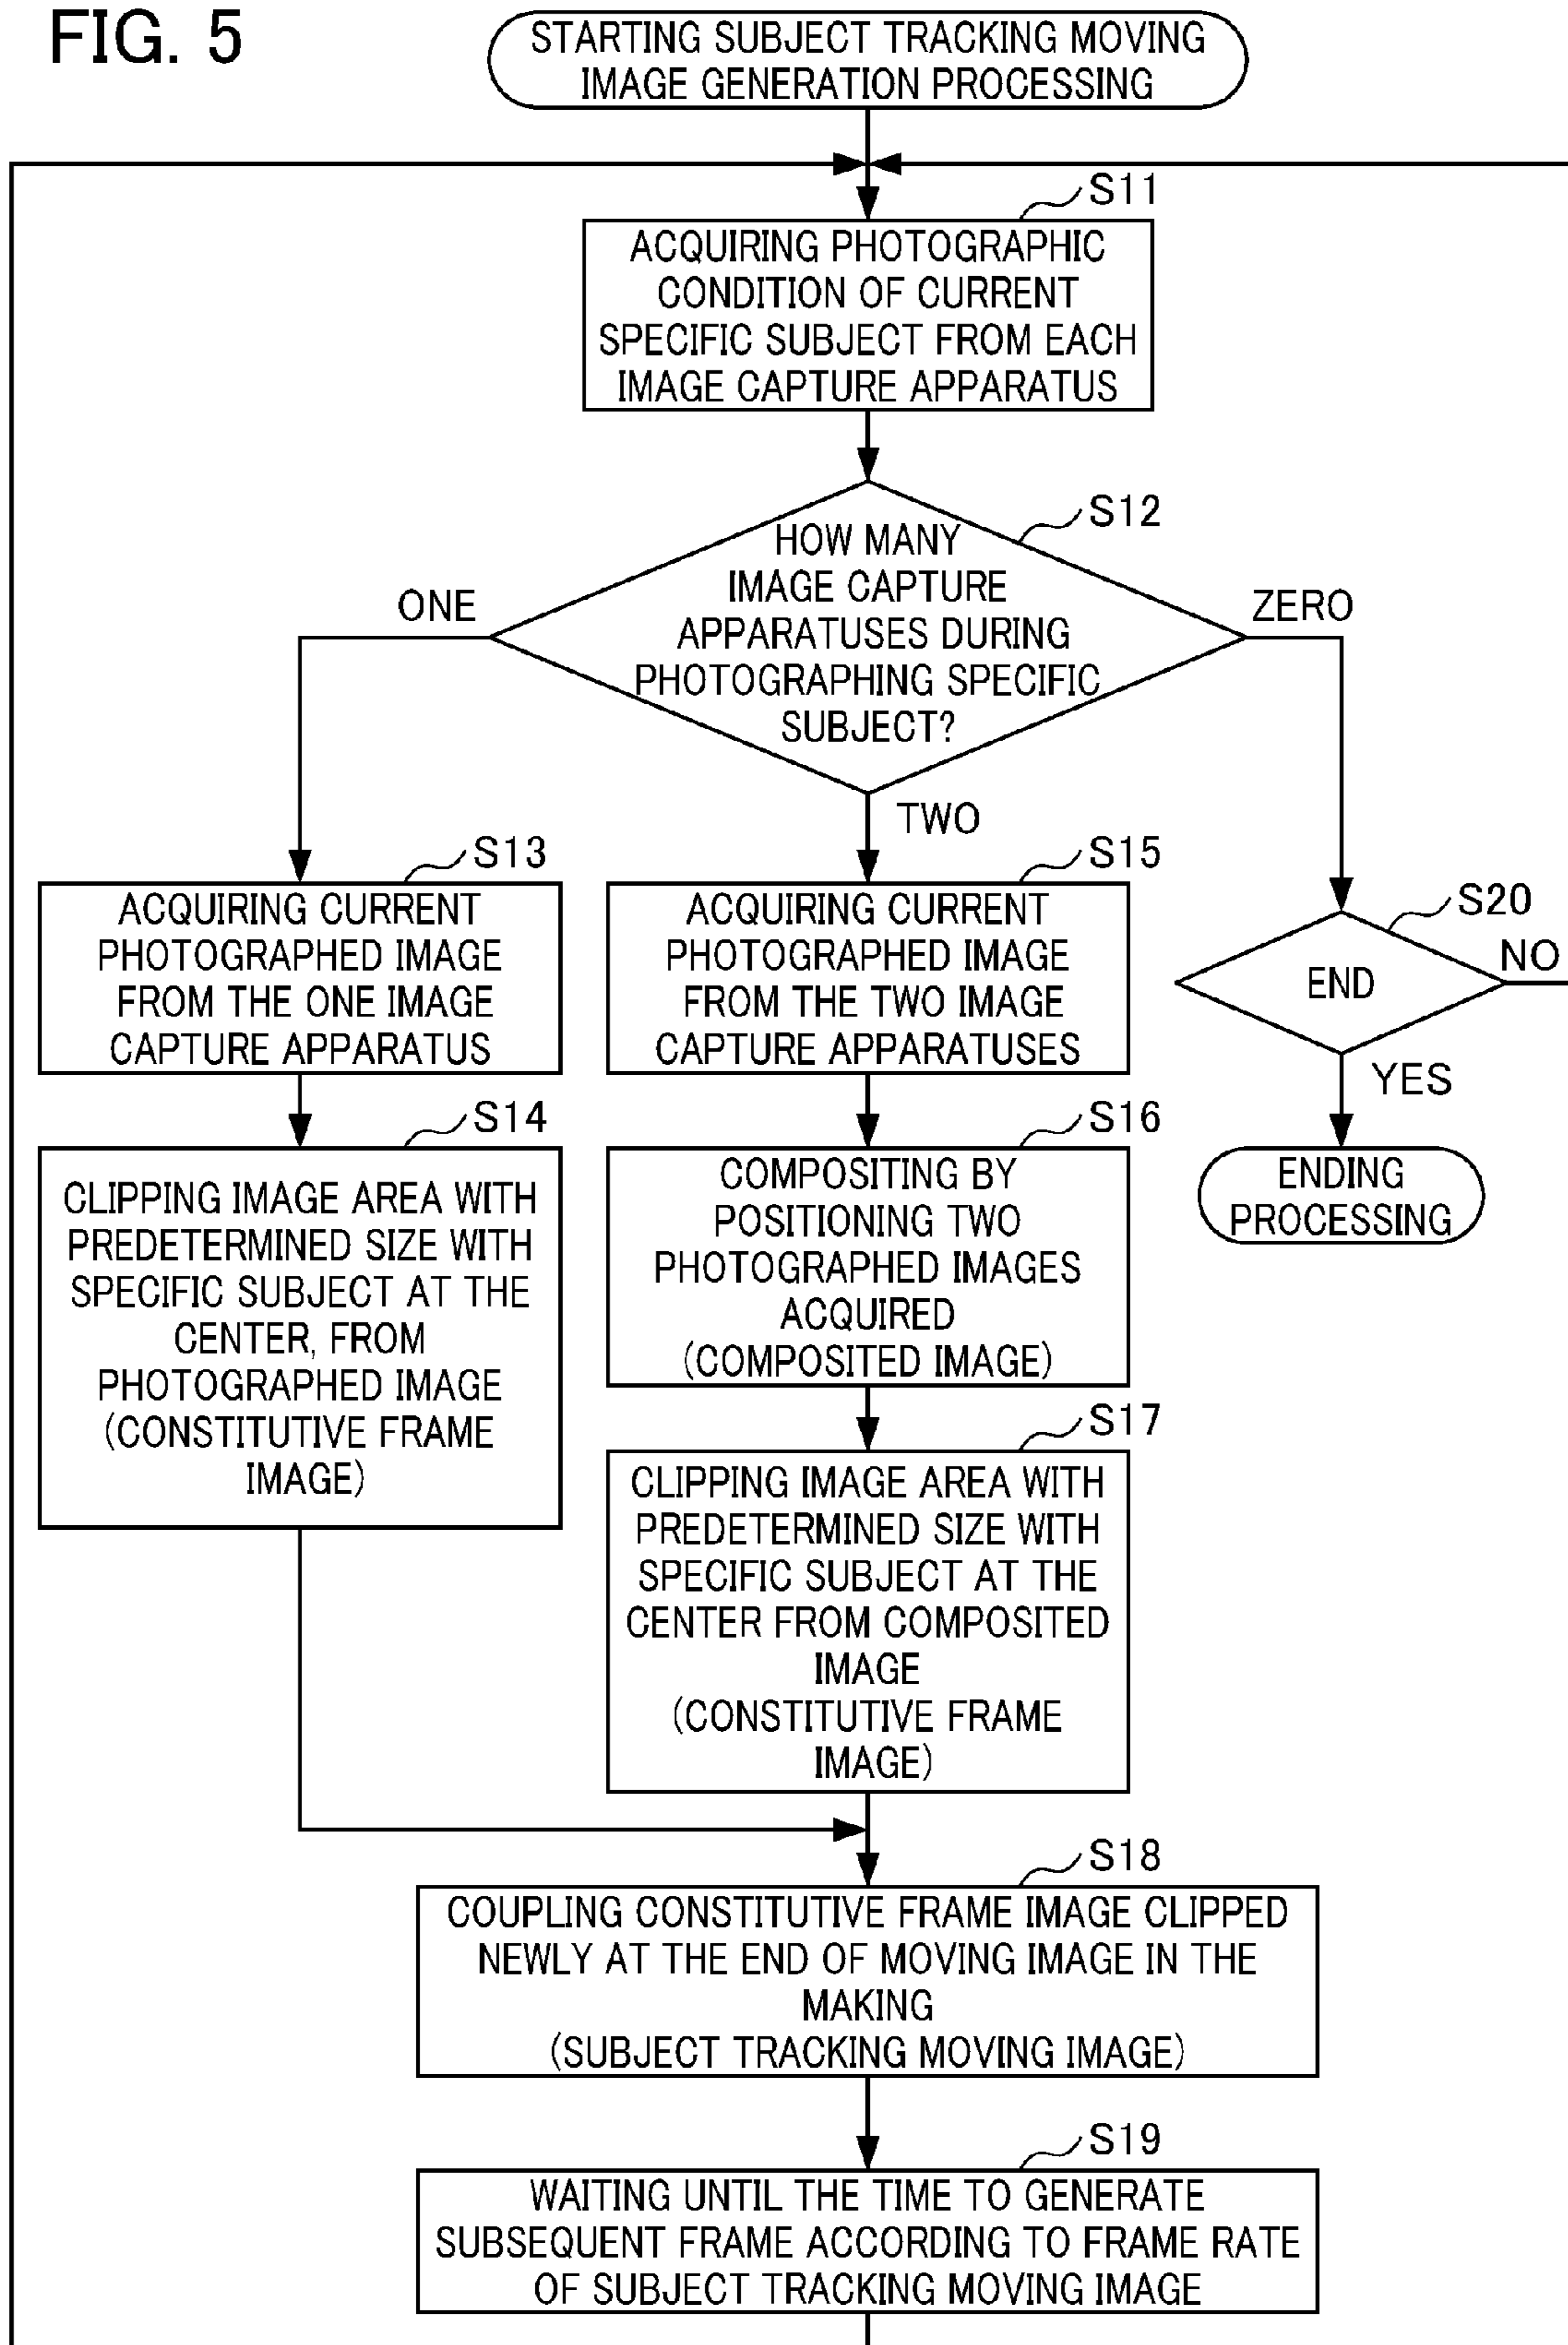 FIG. 5
STARTING SUBJECT TRACKING MOVING
IMAGE GENERATION PROCESSING
S11
ACQUIRING PHOTOGRAPHIC
CONDITION OF CURRENT
SPECIFIC SUBJECT FROM EACH
IMAGE CAPTURE APPARATUS
S12
HOW MANY
IMAGE CAPTURE
APPARATUSES DURING
PHOTOGRAPHING SPECIFIC
SUBJECT?
ONE
ZERO
TWO
S13
ACQUIRING CURRENT
PHOTOGRAPHED IMAGE
FROM THE ONE IMAGE
CAPTURE APPARATUS
S14
CLIPPING IMAGE AREA WITH
PREDETERMINED SIZE WITH
SPECIFIC SUBJECT AT THE
CENTER, FROM
PHOTOGRAPHED IMAGE
(CONSTITUTIVE FRAME
IMAGE)
S15
ACQUIRING CURRENT
PHOTOGRAPHED IMAGE
FROM THE TWO IMAGE
CAPTURE APPARATUSES
S16
COMPOSITING BY
POSITIONING TWO
PHOTOGRAPHED IMAGES
ACQUIRED
(COMPOSITED IMAGE)
S17
CLIPPING IMAGE AREA WITH
PREDETERMINED SIZE WITH
SPECIFIC SUBJECT AT THE
CENTER FROM COMPOSITED
IMAGE
(CONSTITUTIVE FRAME
IMAGE)
S20
END
NO
YES
ENDING
PROCESSING
S18
COUPLING CONSTITUTIVE FRAME IMAGE CLIPPED
NEWLY AT THE END OF MOVING IMAGE IN THE
MAKING
(SUBJECT TRACKING MOVING IMAGE)
S19
WAITING UNTIL THE TIME TO GENERATE
SUBSEQUENT FRAME ACCORDING TO FRAME RATE
OF SUBJECT TRACKING MOVING IMAGE